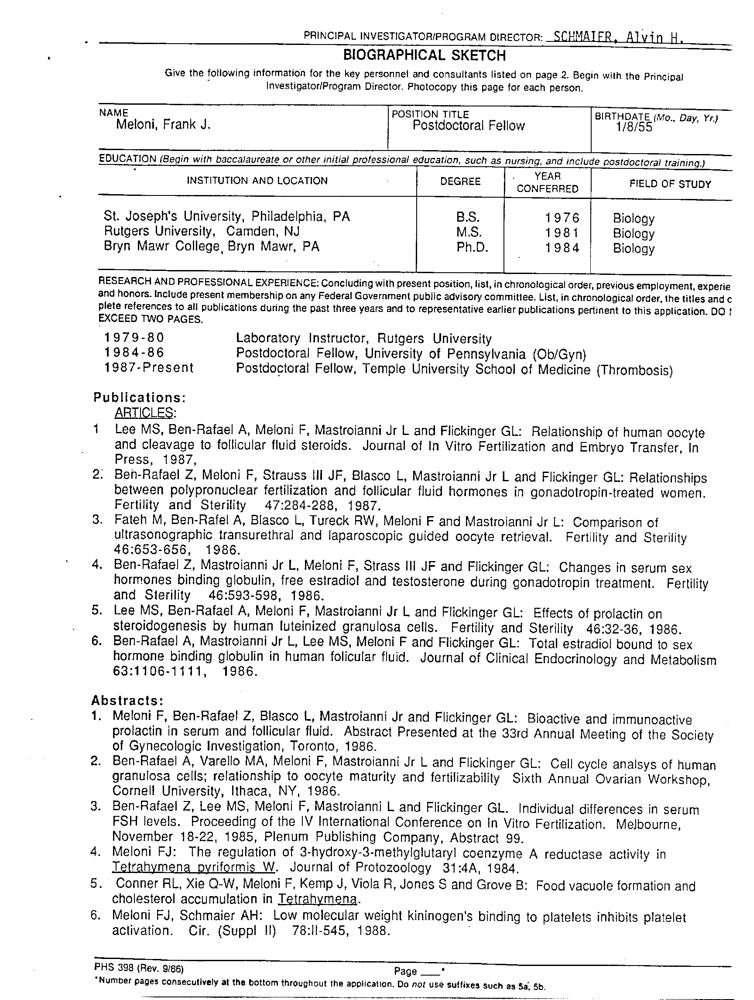 PRINCIPAL INVESTIGATOR/PROGRAM DIRECTOR: SCHMAIER, Alvin H.
BIOGRAPHICAL SKETCH
Give the following information for the key personnel and consultants listed on page 2. Begin with the Principal
Investigator/Program Director. Photocopy this page for each person.
NAME POSITION TITLE BIRTHDATE (Mo., Day, Yr.)
Meloni, Frank J. Postdoctoral Fellow 1/8/55
EDUCATION (Begin with baccalaureate or other initial professional education, such as nursing, and include postdoctoral training.)
INSTITUTION AND LOCATION DEGREE YEAR CONFERRED FIELD OF STUDY
St. Joseph's University, Philadelphia, PA B.S. 1976 Biology
Rutgers University, Camden, NJ M.S. 1981 Biology
Bryn Mawr College, Bryn Mawr, PA Ph.D. 1984 Biology
RESEARCH AND PROFESSIONAL EXPERIENCE: Concluding with present position, list, in chronological order, previous employment, experie
and honors. Include present membership on any Federal Government public advisory committee. List, in chronological order, the titles and c
plete references to all publications during the past three years and to representative earlier publications pertinent to this application. DO
EXCEED TWO PAGES.
1979-80 Laboratory Instructor, Rutgers University
1984-86 Postdoctoral Fellow, University of Pennsylvania (Ob/Gyn)
1987-Present Postdoctoral Fellow, Temple University School of Medicine (Thrombosis)
Publications:
ARTICLES:
1 Lee MS, Ben-Rafael A, Meloni F, Mastroianni Jr L and Flickinger GL: Relationship of human oocyte
and cleavage to follicular fluid steroids. Journal of In Vitro Fertilization and Embryo Transfer, In
Press, 1987,
2. Ben-Rafael Z, Meloni F, Strauss III JF, Blasco L, Mastroianni Jr L and Flickinger GL: Relationships
between polypronuclear fertilization and follicular fluid hormones in gonadotropin-treated women.
Fertility and Sterility 47:284-288, 1987.
3. Fateh M, Ben-Rafel A, Blasco L, Tureck RW, Meloni F and Mastroianni Jr L: Comparison of
ultrasonographic transurethral and laparoscopic guided oocyte retrieval. Fertility and Sterility
46:653-656, 1986.
4. Ben-Rafael Z, Mastroianni Jr L, Meloni F, Strass III JF and Flickinger GL: Changes in serum sex
hormones binding globulin, free estradiol and testosterone during gonadotropin treatment. Fertility
and Sterility 46:593-598, 1986.
5. Lee MS, Ben-Rafael A, Meloni F, Mastroianni Jr L and Flickinger GL: Effects of prolactin on
steroidogenesis by human luteinized granulosa cells. Fertility and Sterility 46:32-36, 1986.
6. Ben-Rafael A, Mastroianni Jr L, Lee MS, Meloni F and Flickinger GL: Total estradiol bound to sex
hormone binding globulin in human folicular fluid. Journal of Clinical Endocrinology and Metabolism
63:1106-1111, 1986.
Abstracts:
1. Meloni F, Ben-Rafael Z, Blasco L, Mastroianni Jr and Flickinger GL: Bioactive and immunoactive
prolactin in serum and follicular fluid. Abstract Presented at the 33rd Annual Meeting of the Society
of Gynecologic Investigation, Toronto, 1986.
2. Ben-Rafael A, Varello MA, Meloni F, Mastroianni Jr L and Flickinger GL: Cell cycle analsys of human
granulosa cells; relationship to oocyte maturity and fertilizability Sixth Annual Ovarian Workshop,
Cornell University, Ithaca, NY, 1986.
3. Ben-Rafael Z, Lee MS, Meloni F, Mastroianni L and Flickinger GL. Individual differences in serum
FSH levels. Proceeding of the IV International Conference on In Vitro Fertilization. Melbourne,
November 18-22, 1985, Plenum Publishing Company, Abstract 99.
4. Meloni FJ: The regulation of 3-hydroxy-3-methylglutaryl coenzyme A reductase activity in
Tetrahymena pyriformis W. Journal of Protozoology 31:4A, 1984.
5. Conner RL, Xie Q-W, Meloni F, Kemp J, Viola R, Jones S and Grove B: Food vacuole formation and
cholesterol accumulation in Tetrahymena.
6. Meloni FJ, Schmaier AH: Low molecular weight kininogen's binding to platelets inhibits platelet
activation. Cir. (Suppl II) 78:II-545, 1988.
PHS 398 (Rev. 9/86) Page ___*
*Number pages consecutively at the bottom throughout the application. Do not use suffixes such as 5a, 5b.